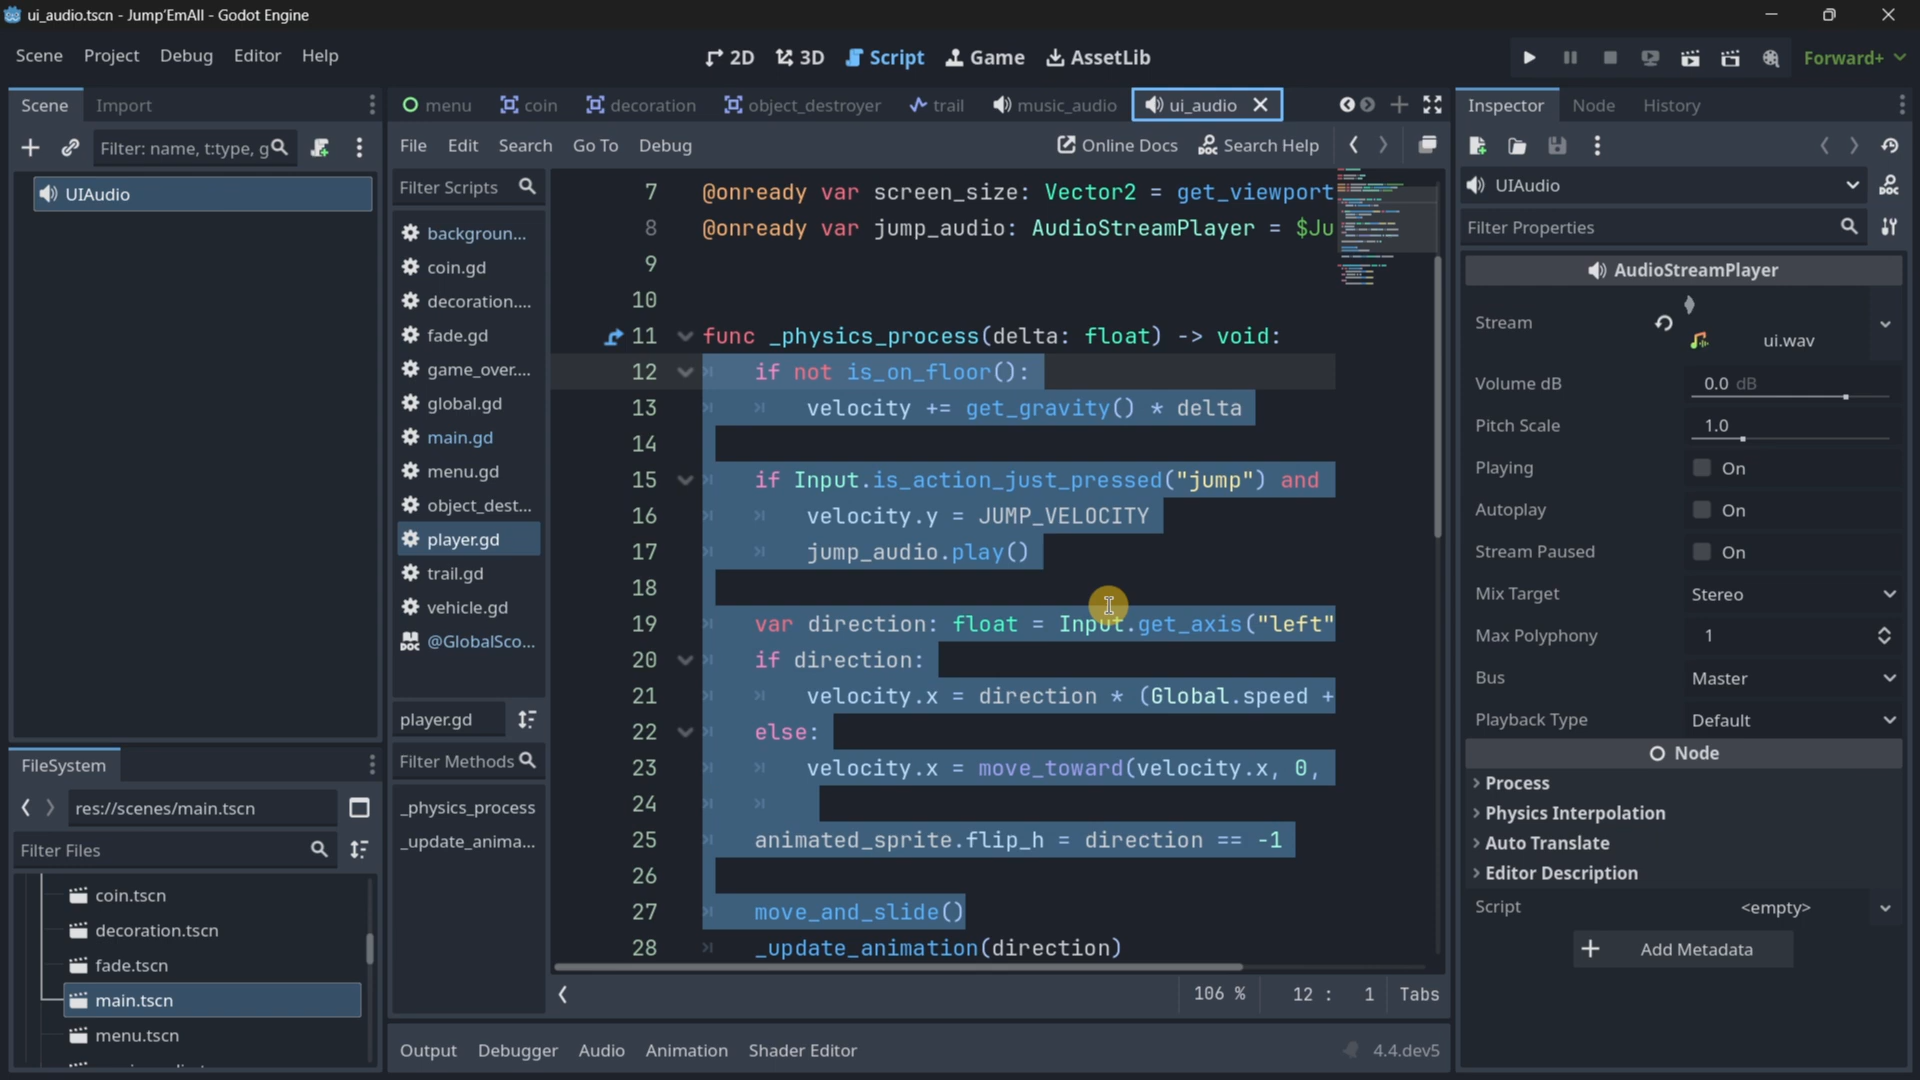 ui_audio.tscn - Jump'EmAll - Godot Engine
Scene Project Debug Editor Help
2D 3D Script Game AssetLib
Forward+
Scene Import
menu coin decoration object_destroyer trail music_audio ui_audio
Inspector Node History
Filter: name, t:type, g
File Edit Search Go To Debug
Online Docs Search Help
UIAudio
Filter Scripts
backgroun...
coin.gd
decoration....
fade.gd
game_over....
global.gd
main.gd
menu.gd
object_dest...
player.gd
trail.gd
vehicle.gd
@GlobalSco...
player.gd
Filter Methods
_physics_process
_update_anima...
7 @onready var screen_size: Vector2 = get_viewport
8 @onready var jump_audio: AudioStreamPlayer = $Ju
9
10
11 func _physics_process(delta: float) -> void:
12 if not is_on_floor():
13 velocity += get_gravity() * delta
14
15 if Input.is_action_just_pressed("jump") and
16 velocity.y = JUMP_VELOCITY
17 jump_audio.play()
18
19 var direction: float = Input.get_axis("left"
20 if direction:
21 velocity.x = direction * (Global.speed +
22 else:
23 velocity.x = move_toward(velocity.x, 0,
24
25 animated_sprite.flip_h = direction == -1
26
27 move_and_slide()
28 _update_animation(direction)
106 % 12 : 1 Tabs
Output Debugger Audio Animation Shader Editor
4.4.dev5
FileSystem
res://scenes/main.tscn
Filter Files
coin.tscn
decoration.tscn
fade.tscn
main.tscn
menu.tscn
UIAudio
Filter Properties
AudioStreamPlayer
Stream ui.wav
Volume dB 0.0 dB
Pitch Scale 1.0
Playing On
Autoplay On
Stream Paused On
Mix Target Stereo
Max Polyphony 1
Bus Master
Playback Type Default
Node
Process
Physics Interpolation
Auto Translate
Editor Description
Script <empty>
Add Metadata